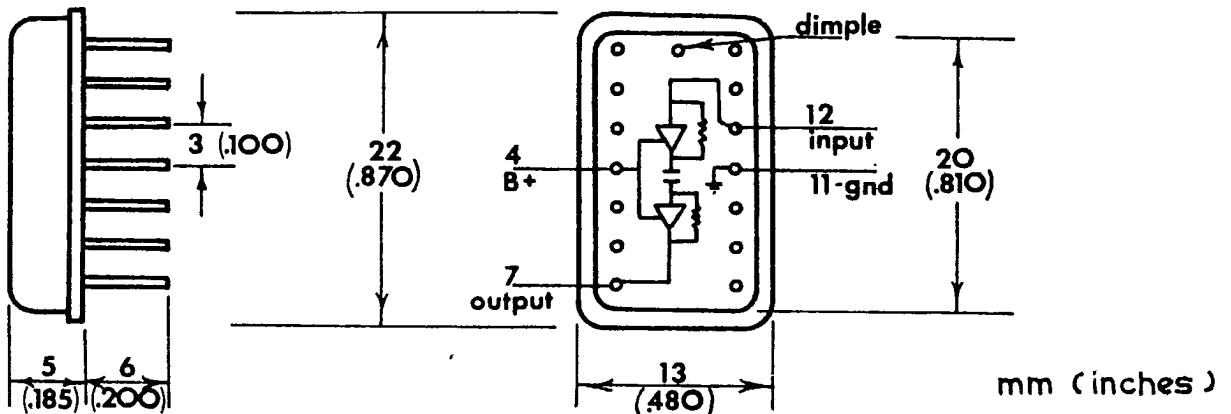 dimple
3 (.100)
22
(.870)
4
B+
12
input
11-gnd
20
(.810)
7
output
5
(.185)
6
(.200)
13
(.480)
mm (inches)